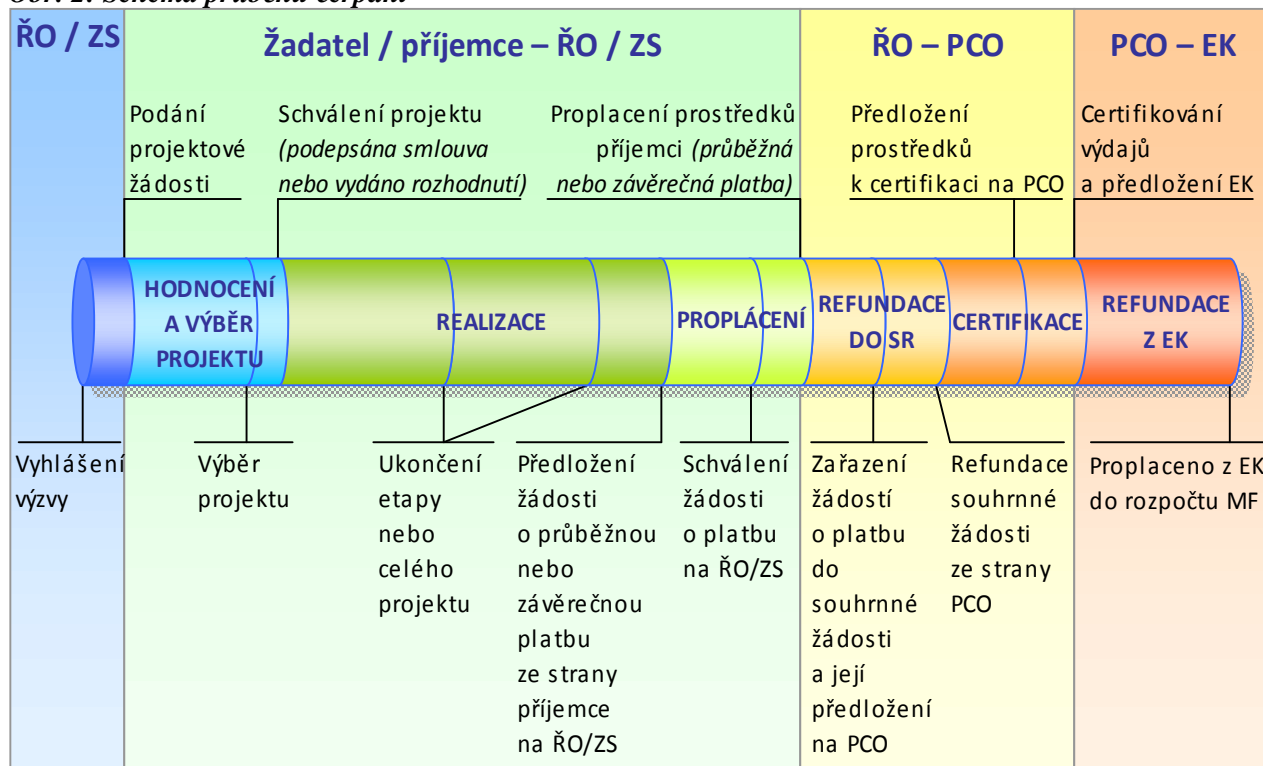 Obr. 2: Schéma průběhu čerpání
ŘO / ZS
Žadatel / příjemce – ŘO / ZS
ŘO – PCO
PCO – EK
Podání
projektové
žádosti
Schválení projektu
(podepsána smlouva
nebo vydáno rozhodnutí)
Proplacení prostředků
příjemci (průběžná
nebo závěrečná platba)
Předložení
prostředků
k certifikaci na PCO
Certifikování
výdajů
a předložení EK
HODNOCENÍ
A VÝBĚR
PROJEKTU
REALIZACE
PROPLÁCENÍ
REFUNDACE
DO SR
CERTIFIKACE
REFUNDACE
Z EK
Vyhlášení
výzvy
Výběr
projektu
Ukončení
etapy
nebo
celého
projektu
Předložení
žádosti
o průběžnou
nebo
závěrečnou
platbu
ze strany
příjemce
na ŘO/ZS
Schválení
žádosti
o platbu
na ŘO/ZS
Zařazení
žádostí
o platbu
do
souhrnné
žádosti
a její
předložení
na PCO
Refundace
souhrnné
žádosti
ze strany
PCO
Proplaceno z EK
do rozpočtu MF